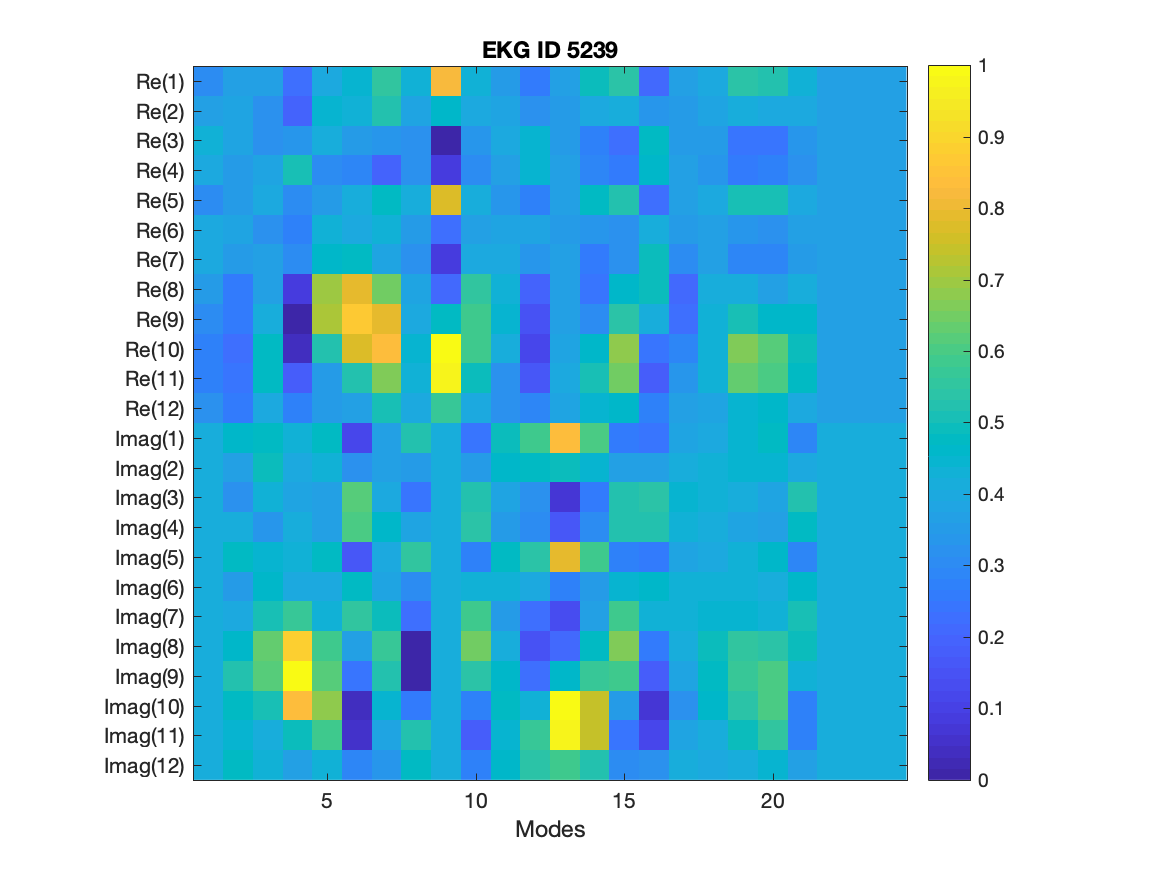 EKG ID 5239
Re(1)
Re(2)
Re(3)
Re(4)
Re(5)
Re(6)
Re(7)
Re(8)
Re(9)
Re(10)
Re(11)
Re(12)
Imag(1)
Imag(2)
Imag(3)
Imag(4)
Imag(5)
Imag(6)
Imag(7)
Imag(8)
Imag(9)
Imag(10)
Imag(11)
Imag(12)
5 10 15 20
Modes
1
0.9
0.8
0.7
0.6
0.5
0.4
0.3
0.2
0.1
0